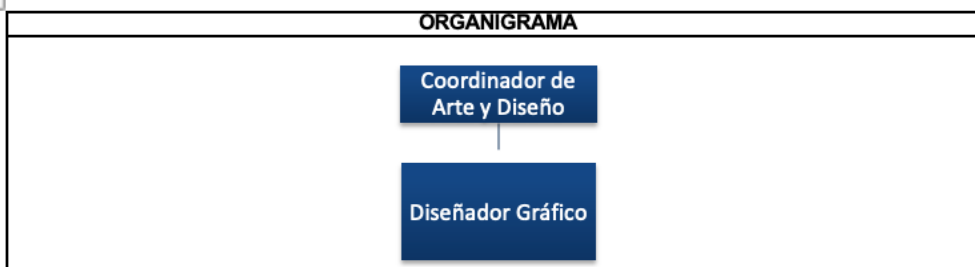 ORGANIGRAMA
Coordinador de
Arte y Diseño
Diseñador Gráfico